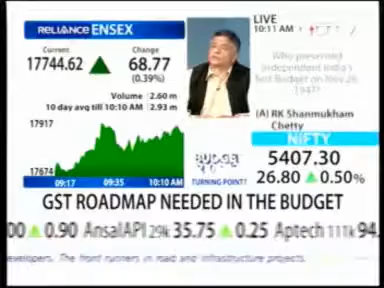 RELIANCE ENSEX
Current Change
17744.62 68.77
(0.39%)
Volume :2.60 m
10 day avg till 10:10 AM :2.93 m
17917
17674
09:17 09:35 10:10 AM
LIVE
10:11 AM
Who presented
Independent India's
first Budget on Nov 26
1947?
(A) RK Shanmukham
Chetty
NIFTY
5407.30
26.80 0.50%
BUDGET
TURNING POINT?
GST ROADMAP NEEDED IN THE BUDGET
00 0.90 AnsalAPI 29k 35.75 0.25 Aptech 111k 94.
developers. The front runners in road and infrastructure projects.